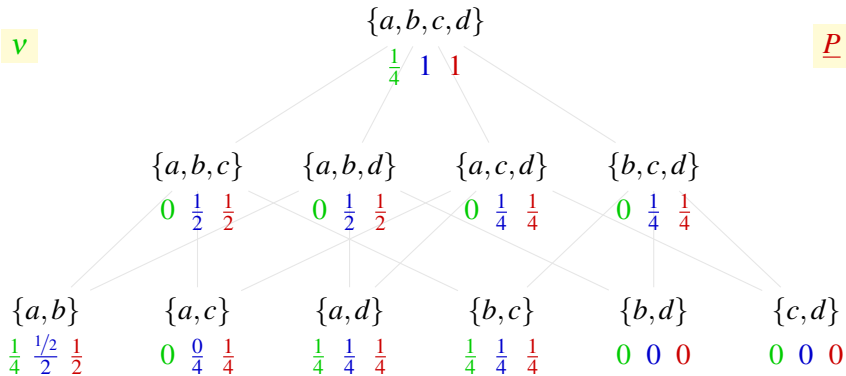 {a,b,c,d}
ν P
1/4 1 1
{a,b,c} {a,b,d} {a,c,d} {b,c,d}
0 1/2 1/2 0 1/2 1/2 0 1/4 1/4 0 1/4 1/4
{a,b} {a,c} {a,d} {b,c} {b,d} {c,d}
1/4 1/2/2 1/2 0 0/4 1/4 1/4 1/4 1/4 1/4 1/4 1/4 0 0 0 0 0 0